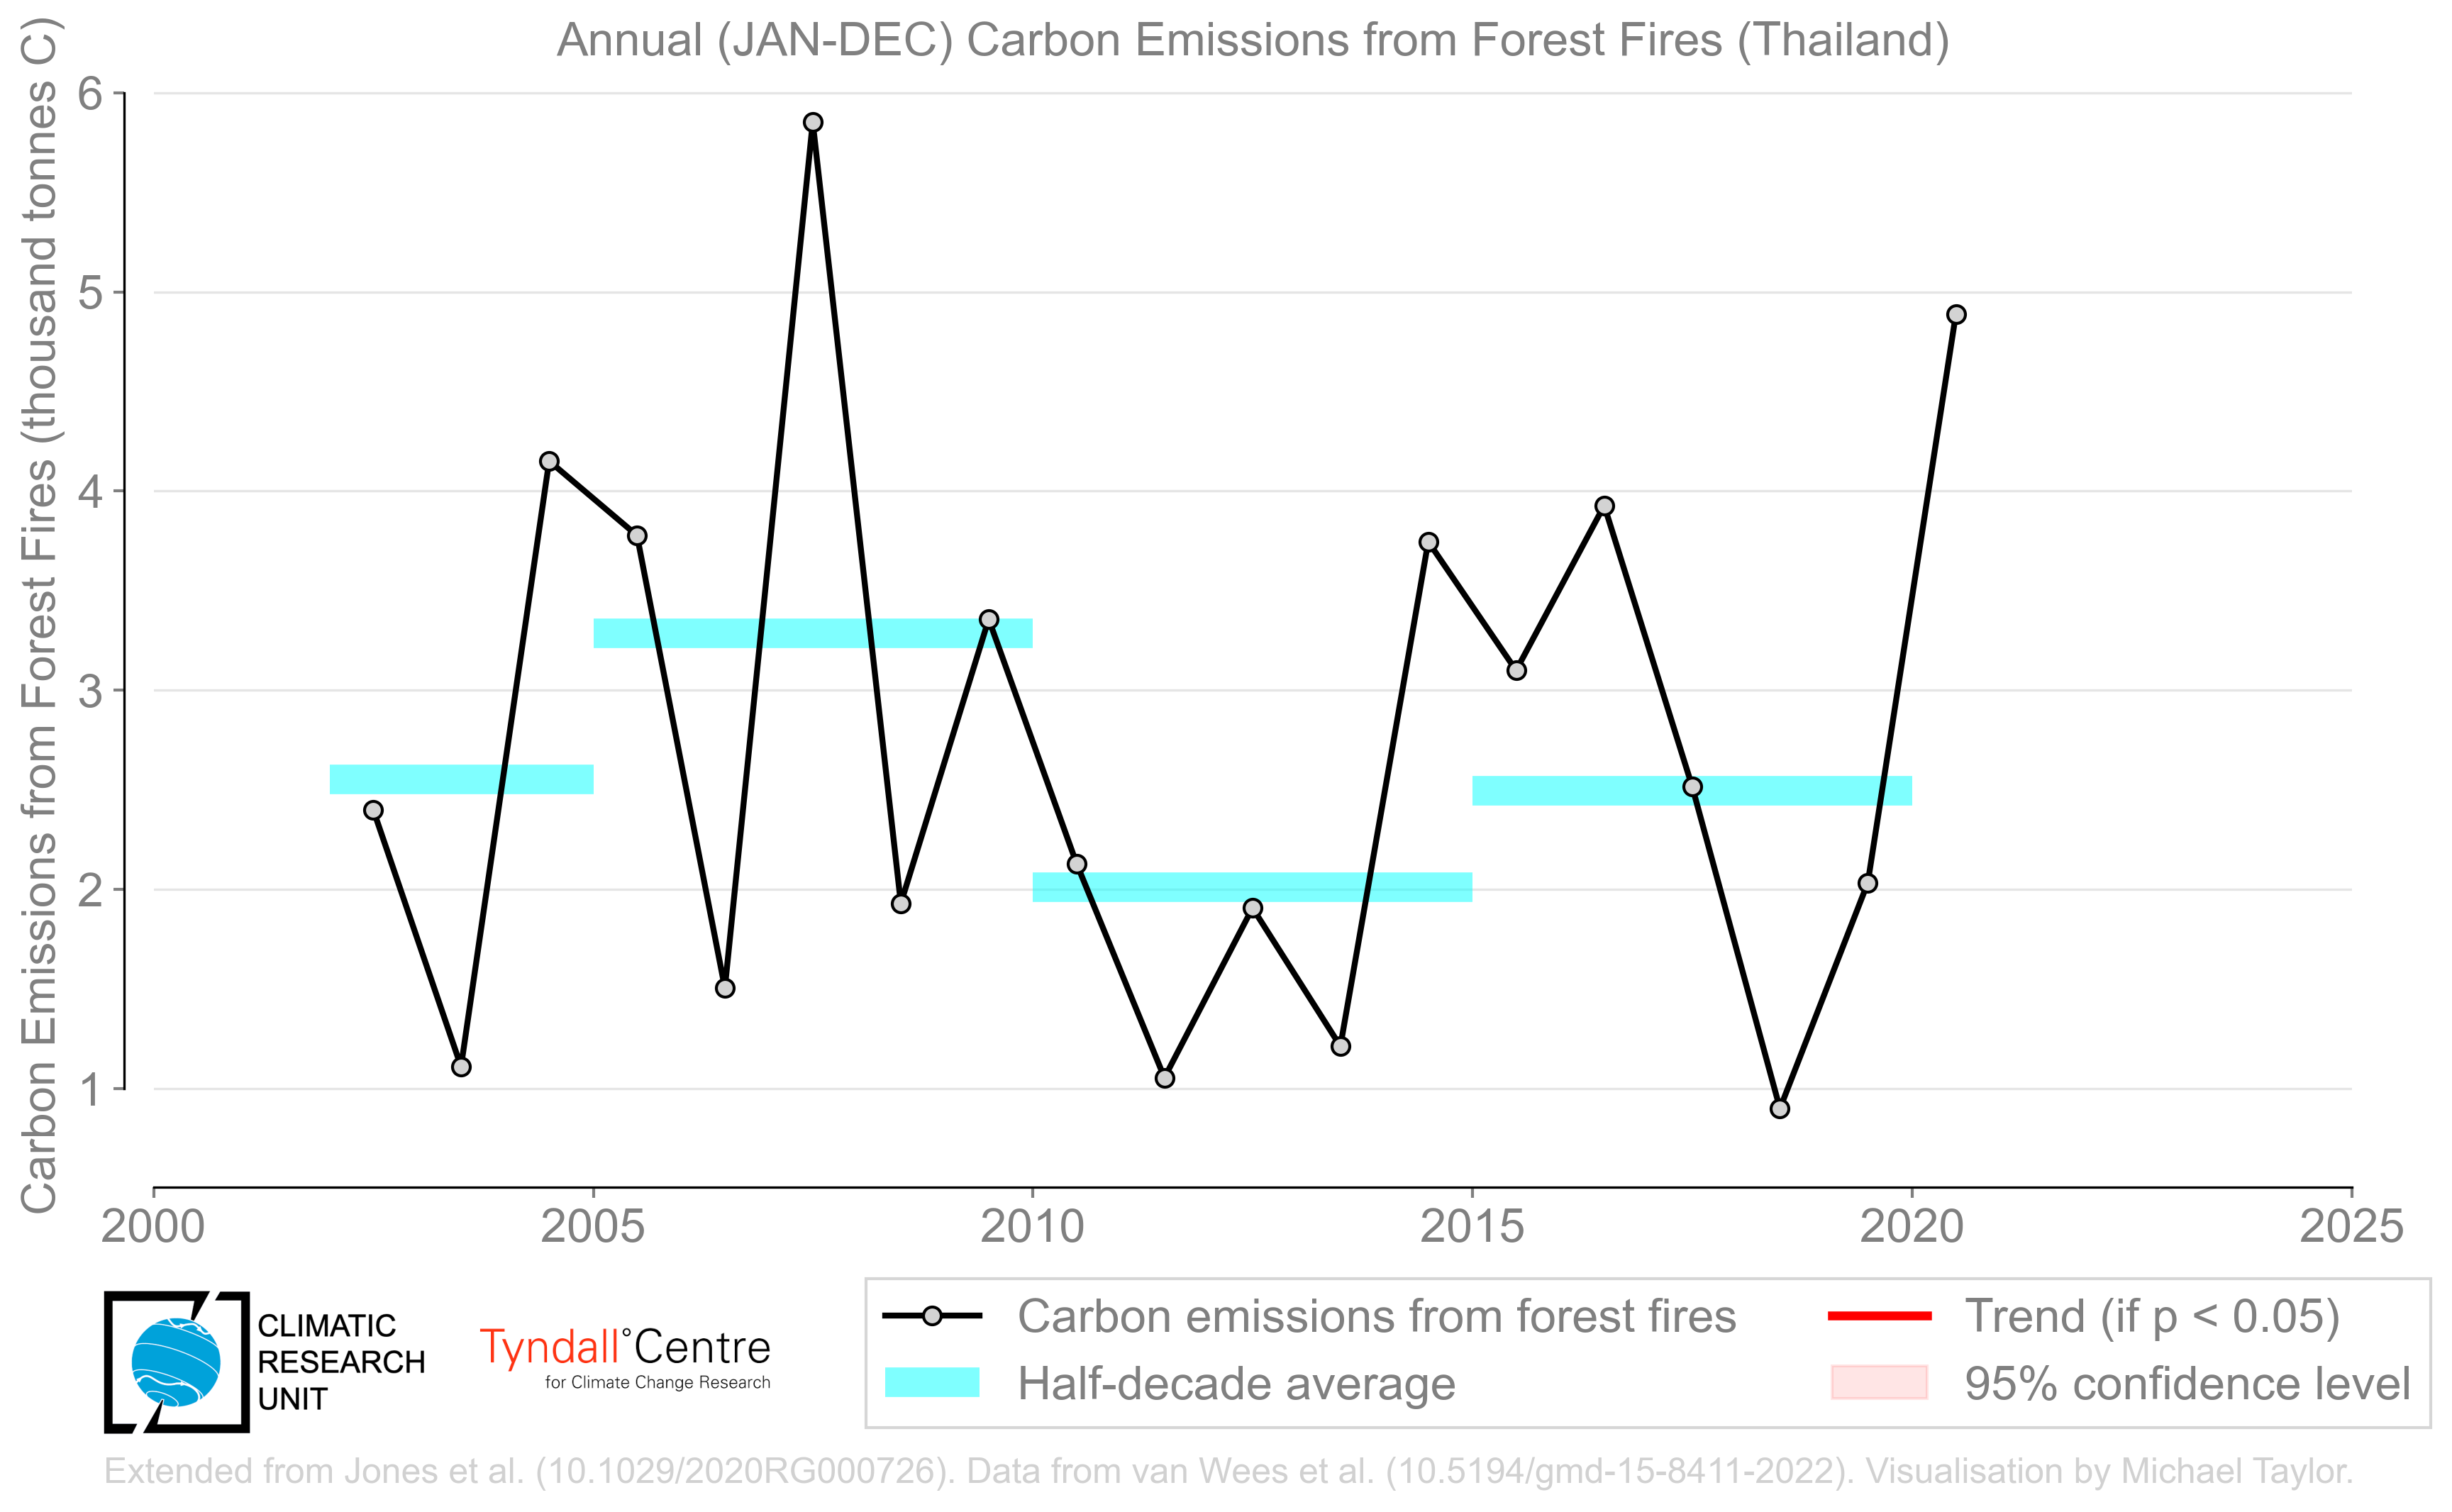 Annual (JAN-DEC) Carbon Emissions from Forest Fires (Thailand)
Carbon Emissions from Forest Fires (thousand tonnes C)
6
5
4
3
2
1
2000
2005
2010
2015
2020
2025
CLIMATIC
RESEARCH
UNIT
Tyndall°Centre
for Climate Change Research
Carbon emissions from forest fires
Half-decade average
Trend (if p < 0.05)
95% confidence level
Extended from Jones et al. (10.1029/2020RG000726). Data from van Wees et al. (10.5194/gmd-15-8411-2022). Visualisation by Michael Taylor.